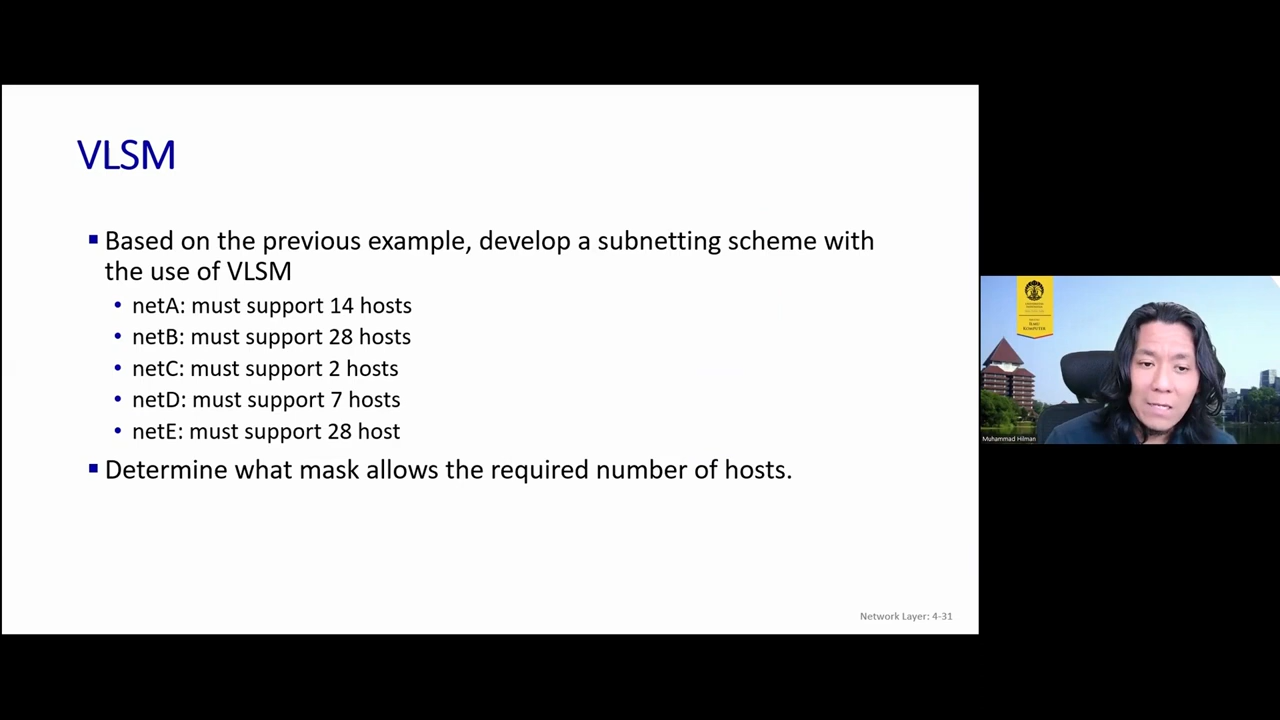 VLSM
▪ Based on the previous example, develop a subnetting scheme with
the use of VLSM
• netA: must support 14 hosts
• netB: must support 28 hosts
• netC: must support 2 hosts
• netD: must support 7 hosts
• netE: must support 28 host
▪ Determine what mask allows the required number of hosts.
Network Layer: 4-31
ILMU
KOMPUTER
Muhammad Hilman